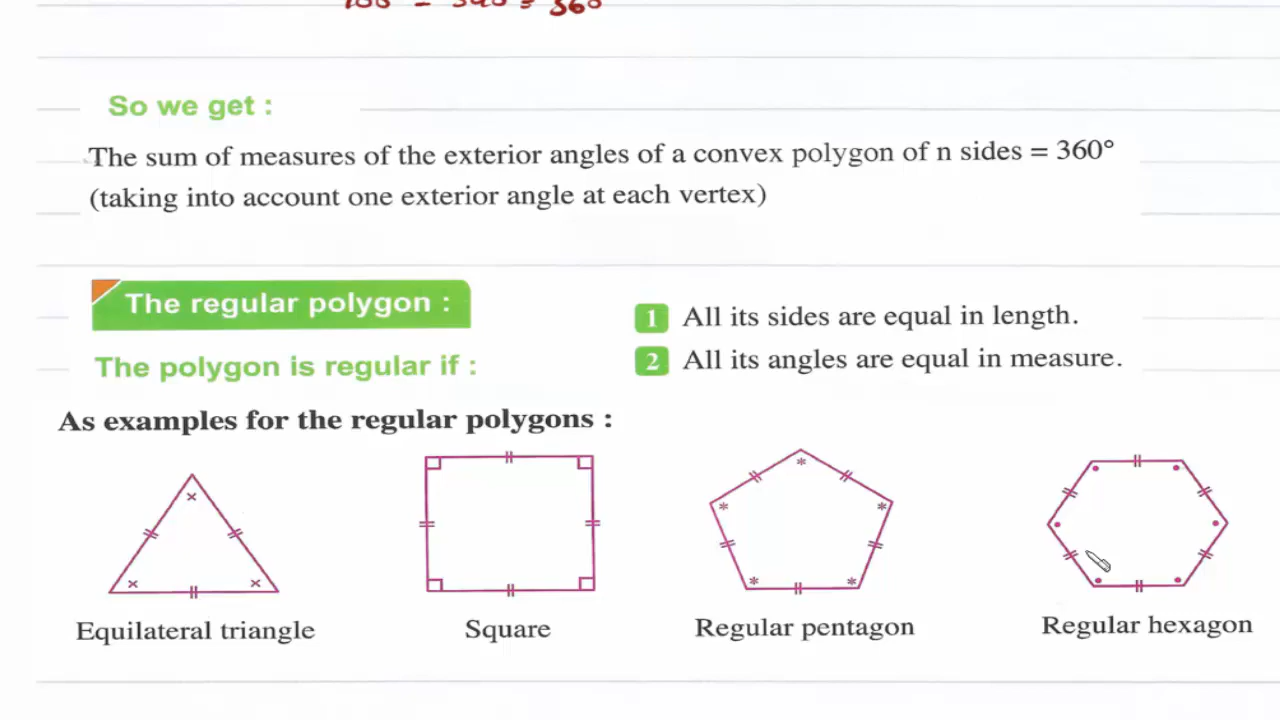 So we get :
The sum of measures of the exterior angles of a convex polygon of n sides = 360°
(taking into account one exterior angle at each vertex)
The regular polygon :
The polygon is regular if :
1 All its sides are equal in length.
2 All its angles are equal in measure.
As examples for the regular polygons :
Equilateral triangle
Square
Regular pentagon
Regular hexagon